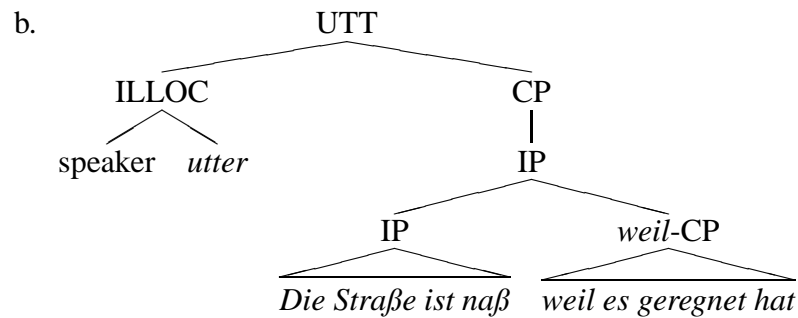 b. UTT
ILLOC CP
speaker utter IP
IP weil-CP
Die Straße ist naß weil es geregnet hat